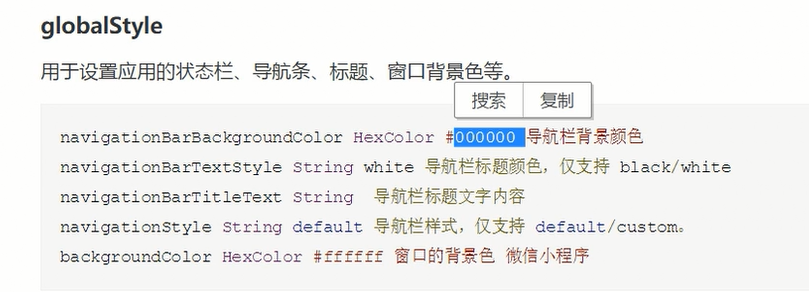 globalStyle
用于设置应用的状态栏、导航条、标题、窗口背景色等。
搜索 复制
navigationBarBackgroundColor HexColor #000000 导航栏背景颜色
navigationBarTextStyle String white 导航栏标题颜色，仅支持 black/white
navigationBarTitleText String 导航栏标题文字内容
navigationStyle String default 导航栏样式，仅支持 default/custom。
backgroundColor HexColor #ffffff 窗口的背景色 微信小程序